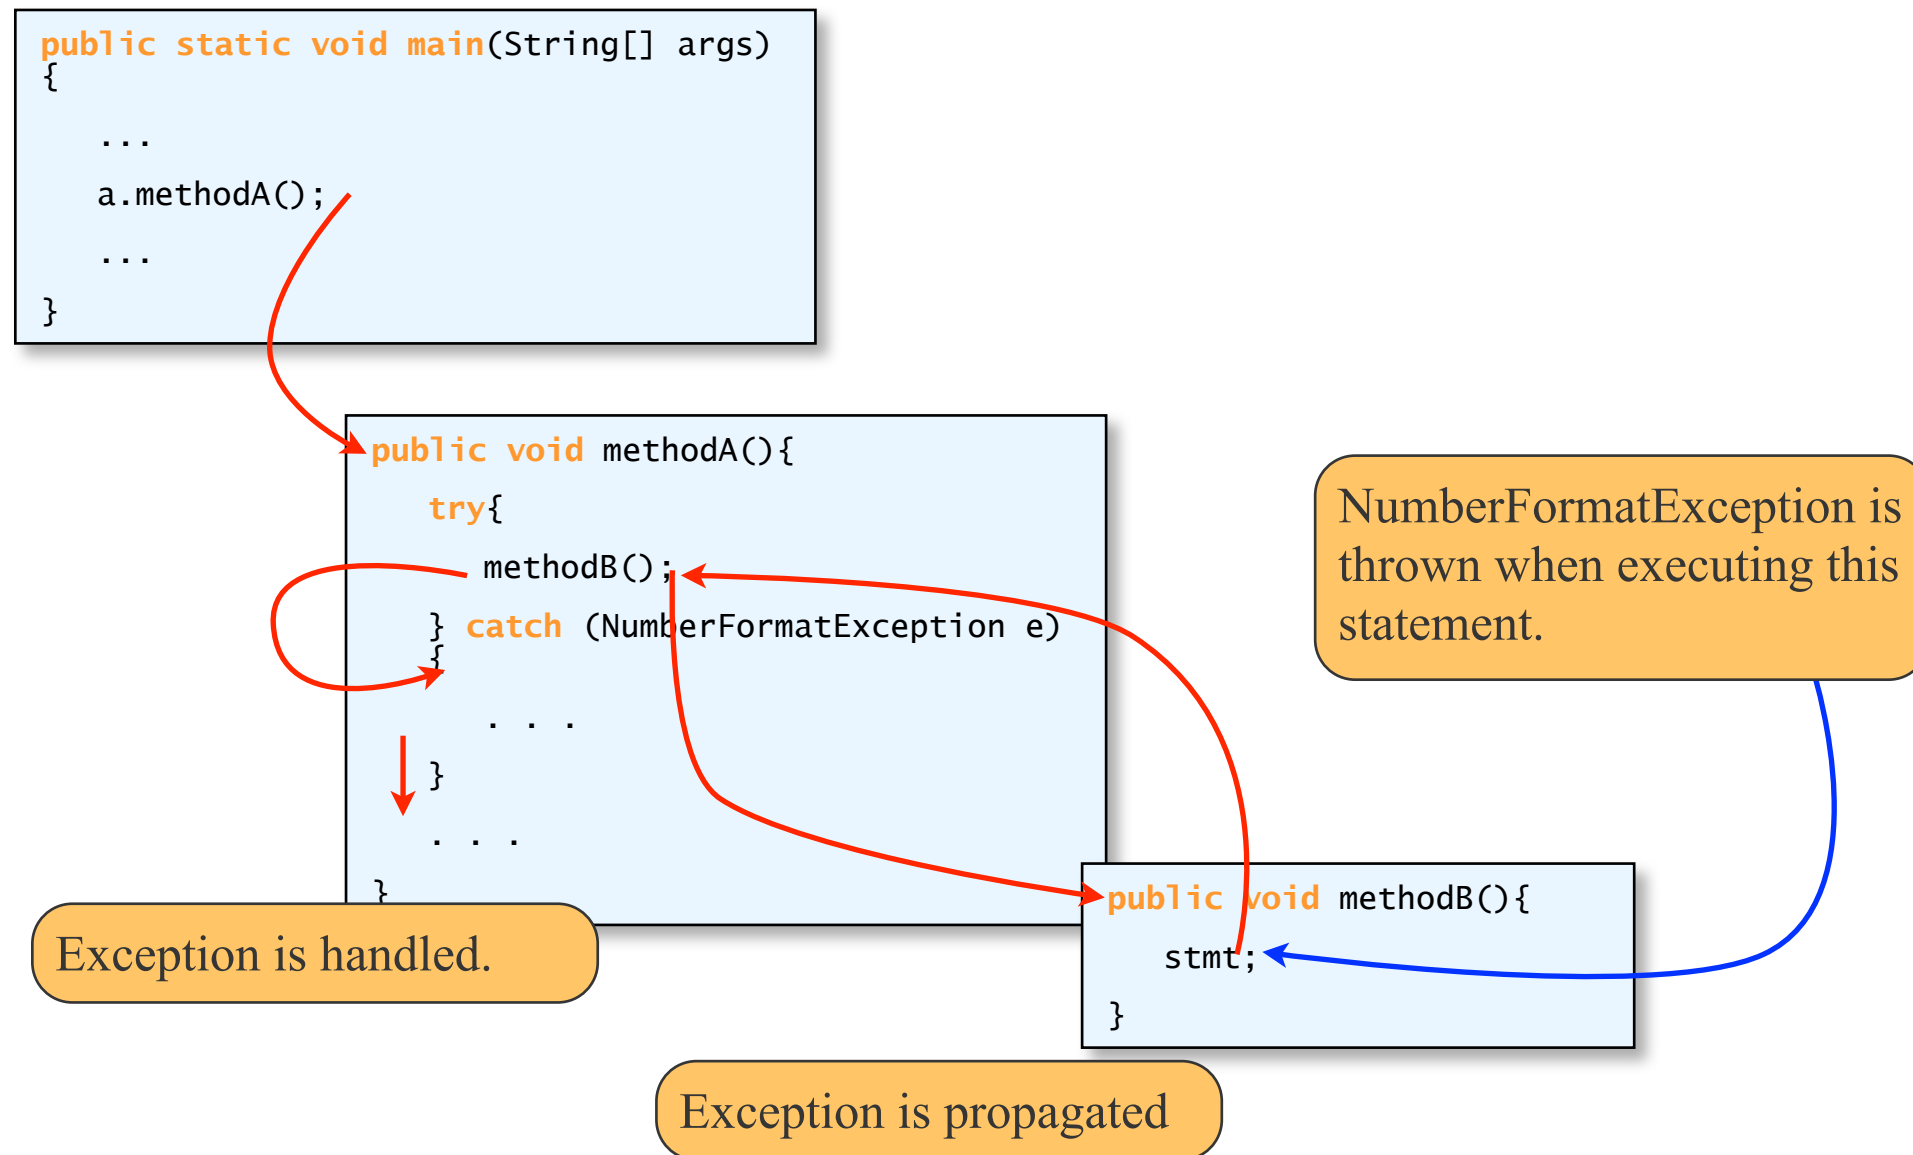 public static void main(String[] args)
{
...
a.methodA();
...
}
public void methodA(){
try{
methodB();
} catch (NumberFormatException e)
{
. . .
}
. . .
}
NumberFormatException is
thrown when executing this
statement.
Exception is handled.
public void methodB(){
stmt;
}
Exception is propagated